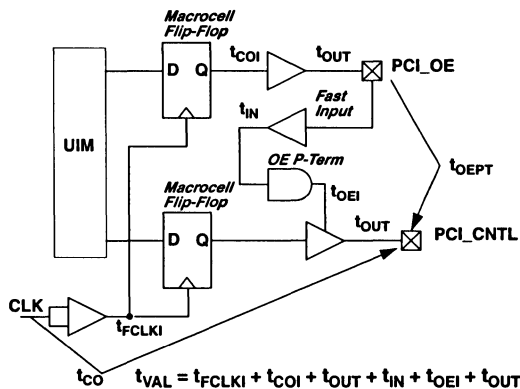 Macrocell
Flip-Flop
D Q
tCOI
tOUT
PCI_OE
Fast
Input
tIN
UIM
OE P-Term
tOEPT
Macrocell
Flip-Flop
tOEI
D Q
tOUT
PCI_CNTL
CLK
tFCLKI
tCO
tVAL = tFCLKI + tCOI + tOUT + tIN + tOEI + tOUT